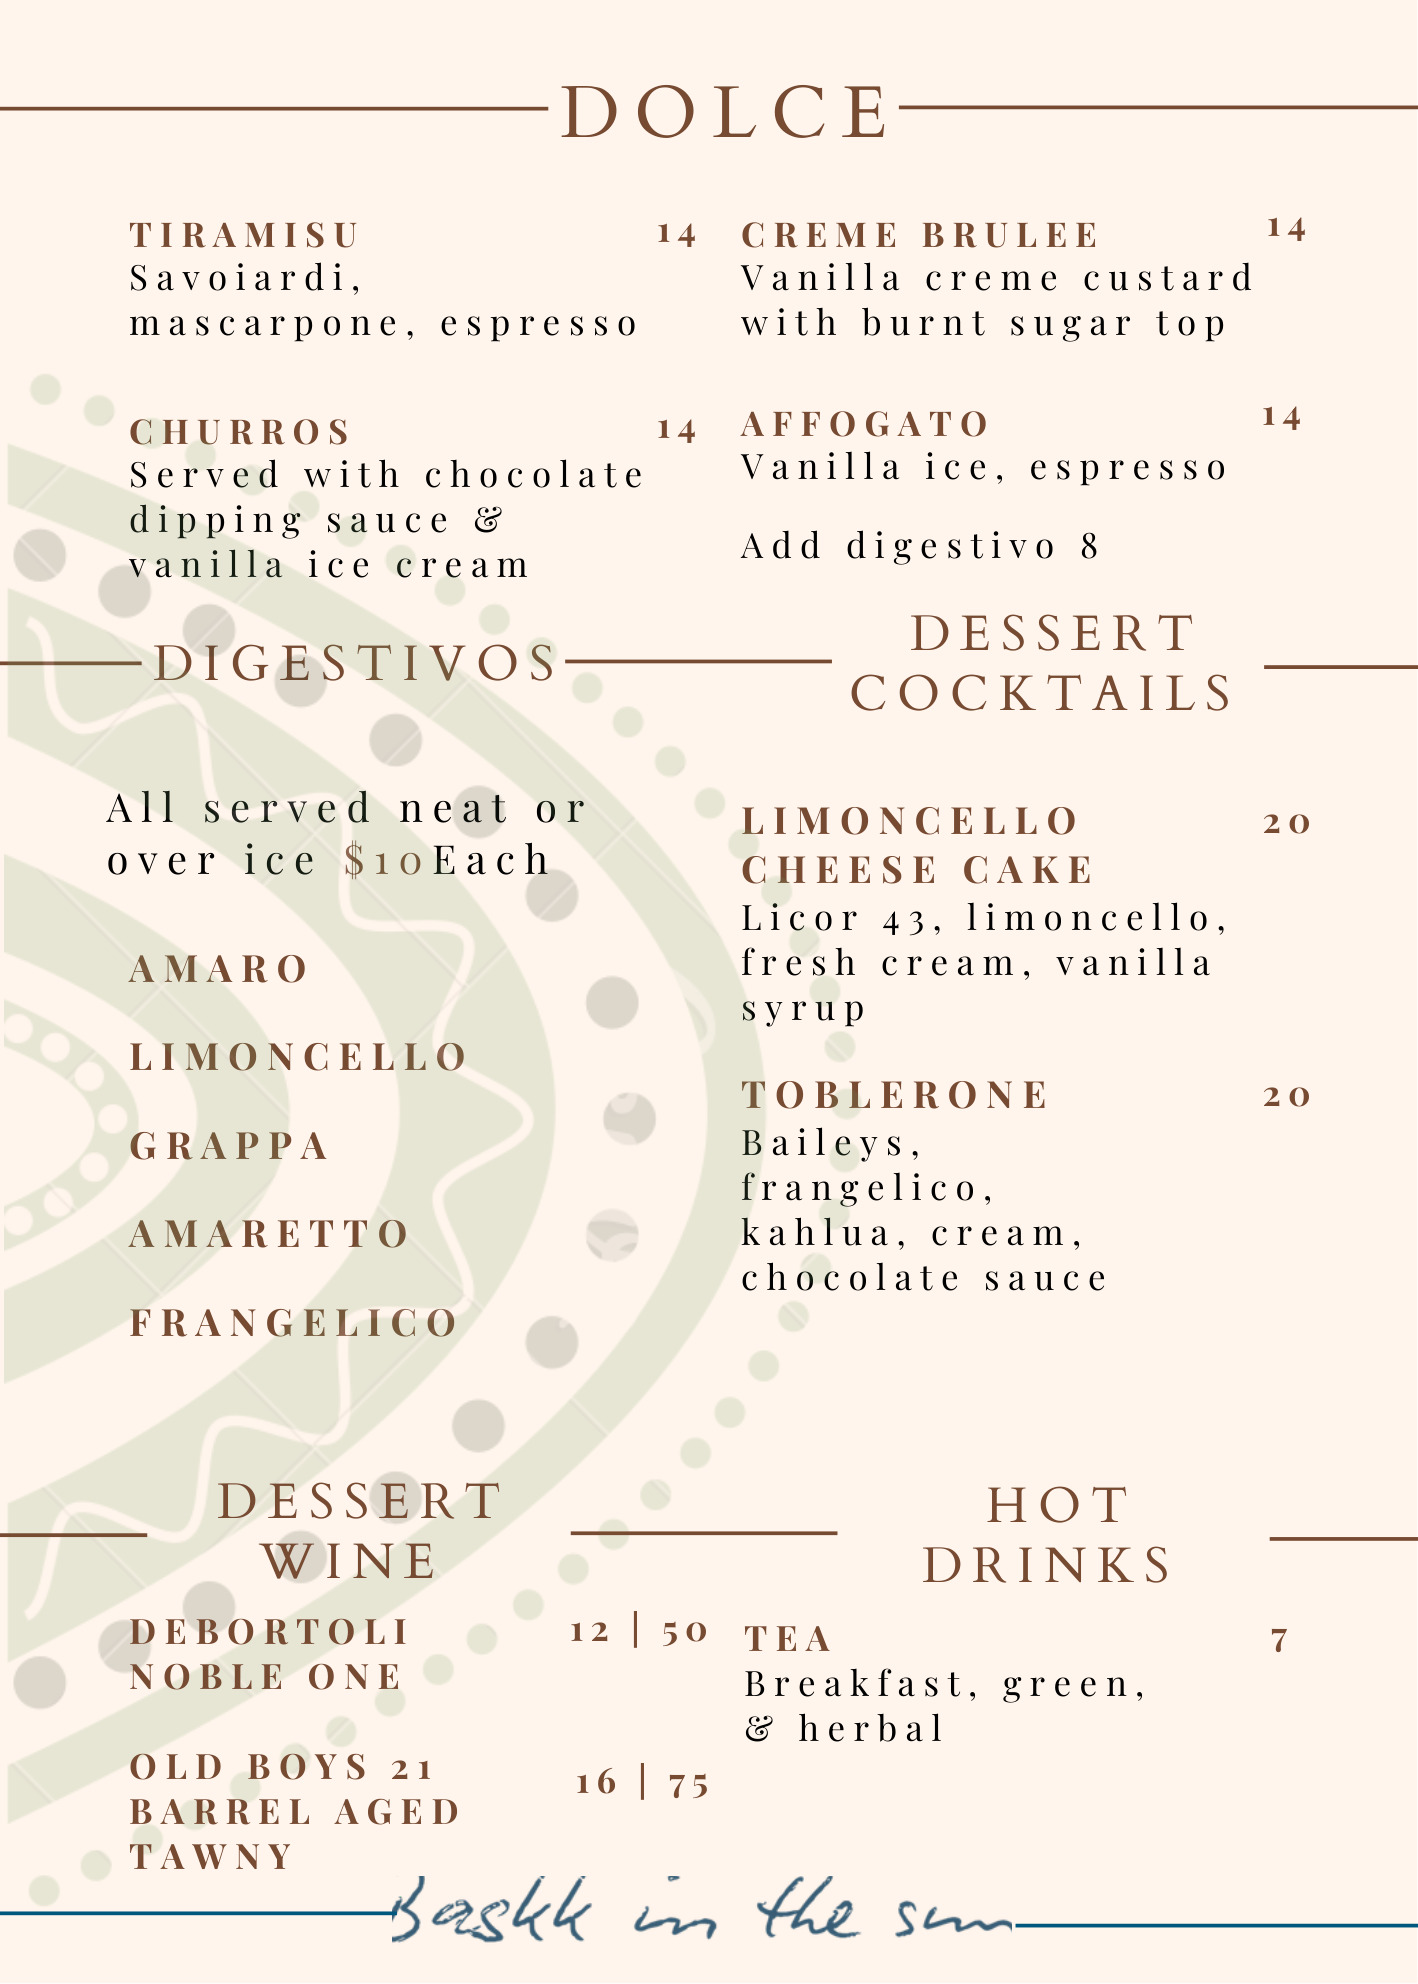 DOLCE
TIRAMISU 14
Savoiardi,
mascarpone, espresso
CHURROS 14
Served with chocolate
dipping sauce &
vanilla ice cream
CREME BRULEE 14
Vanilla creme custard
with burnt sugar top
AFFOGATO 14
Vanilla ice, espresso
Add digestivo 8
DIGESTIVOS
All served neat or
over ice $10Each
AMARO
LIMONCELLO
GRAPPA
AMARETTO
FRANGELICO
DESSERT
COCKTAILS
LIMONCELLO 20
CHEESE CAKE
Licor 43, limoncello,
fresh cream, vanilla
syrup
TOBLERONE 20
Baileys,
frangelico,
kahlua, cream,
chocolate sauce
DESSERT
WINE
DEBORTOLI 12 | 50
NOBLE ONE
OLD BOYS 21 16 | 75
BARREL AGED
TAWNY
HOT
DRINKS
TEA 7
Breakfast, green,
& herbal
Baskk in the sun